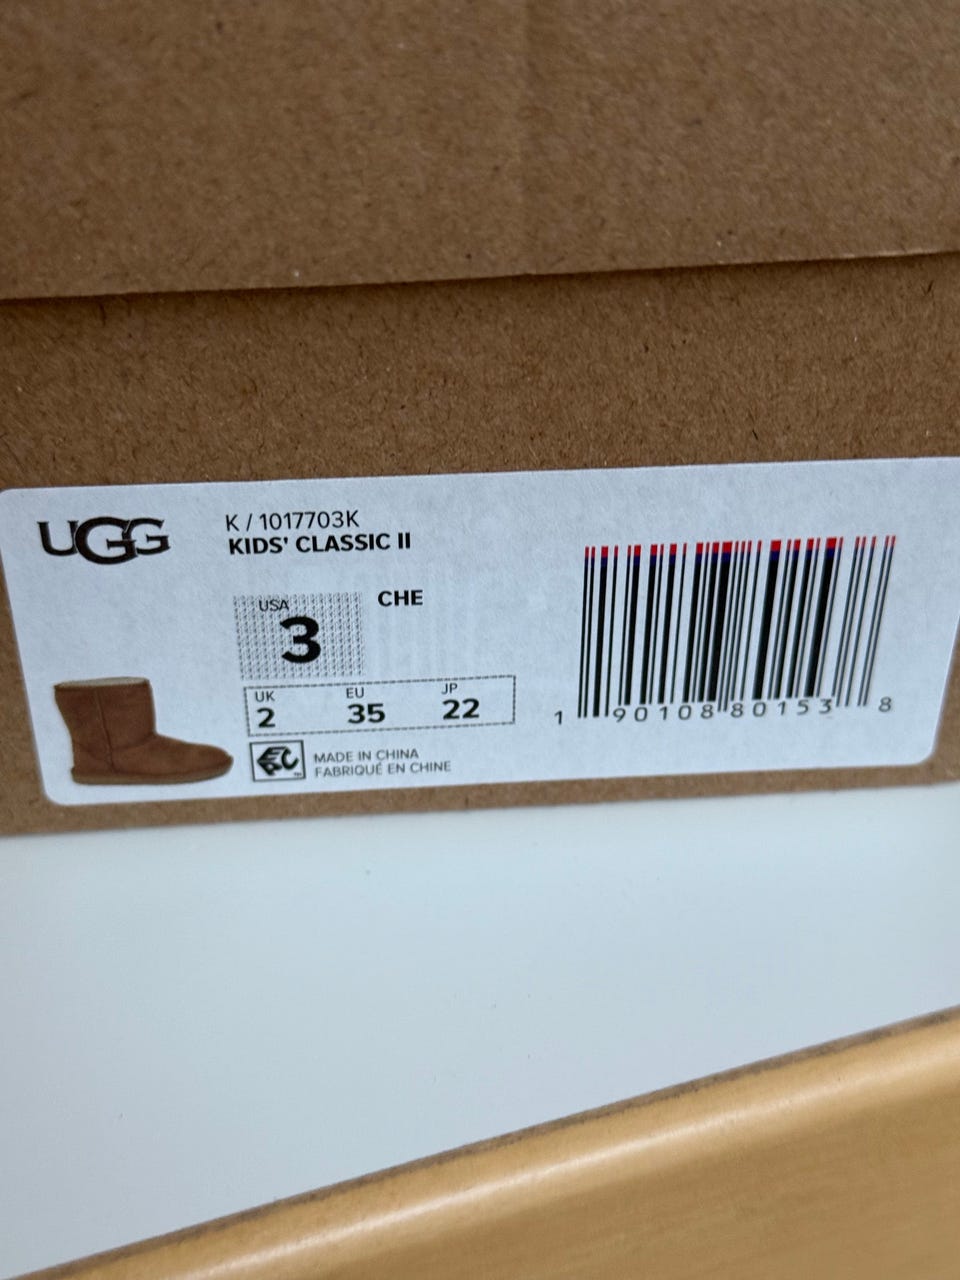 UGG
K / 1017703K
KIDS' CLASSIC II
CHE
USA
3
UK
2
EU
35
JP
22
MADE IN CHINA
FABRIQUÉ EN CHINE
1 90108 80153 8